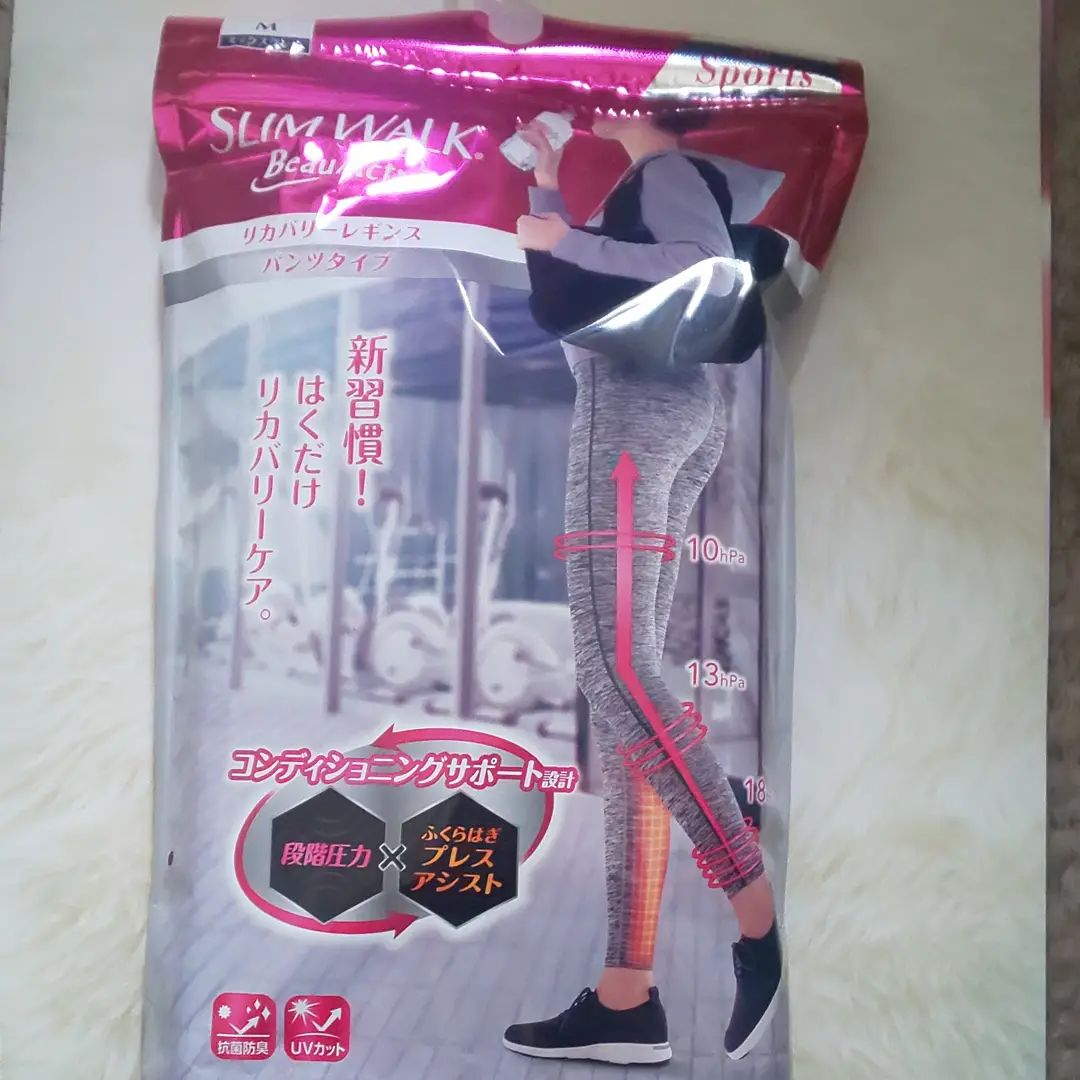 M
Sports
SLIM WALK
BeauActy
リカバリーレギンス
パンツタイプ
新習慣！
はくだけ
リカバリーケア。
10hPa
13hPa
18
コンディショニングサポート設計
段階圧力
×
ふくらはぎ
プレス
アシスト
抗菌防臭
UVカット